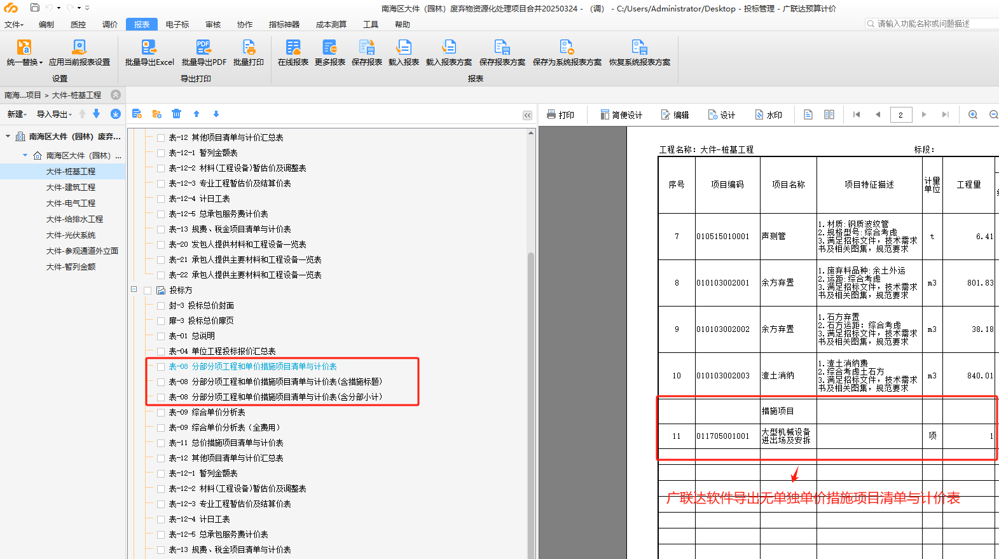 南海区大件（园林）废弃物资源化处理项目合并20250324 - （调） - C:/Users/Administrator/Desktop - 投标管理 - 广联达预算计价
文件 编制 质控 调价 报表 电子标 审核 协作 指标神器 成本测算 工具 帮助
请输入功能名称或问题描述
统一替换 应用当前报表设置 批量导出Excel 批量导出PDF 批量打印 在线报表 更多报表 保存报表 载入报表 载入报表方案 保存报表方案 保存为系统报表方案 恢复系统报表方案
设置 导出打印 报表
南海...项目 > 大件-桩基工程
新建 导入导出
南海区大件（园林）废弃...
南海区大件（园林）...
大件-桩基工程
大件-建筑工程
大件-电气工程
大件-给排水工程
大件-光伏系统
大件-参观通道外立面
大件-暂列金额
表-12 其他项目清单与计价汇总表
表-12-1 暂列金额表
表-12-2 材料(工程设备)暂估价及调整表
表-12-3 专业工程暂估价及结算价表
表-12-4 计日工表
表-12-5 总承包服务费计价表
表-13 规费、税金项目清单与计价表
表-20 发包人提供材料和工程设备一览表
表-21 承包人提供主要材料和工程设备一览表
表-22 承包人提供主要材料和工程设备一览表
投标方
封-3 投标总价封面
扉-3 投标总价扉页
表-01 总说明
表-04 单位工程投标报价汇总表
表-08 分部分项工程和单价措施项目清单与计价表
表-08 分部分项工程和单价措施项目清单与计价表(含措施标题)
表-08 分部分项工程和单价措施项目清单与计价表(含分部小计)
表-09 综合单价分析表
表-09 综合单价分析表（全费用）
表-11 总价措施项目清单与计价表
表-12 其他项目清单与计价汇总表
表-12-1 暂列金额表
表-12-2 材料(工程设备)暂估价及调整表
表-12-3 专业工程暂估价及结算价表
表-12-4 计日工表
表-12-5 总承包服务费计价表
表-13 规费、税金项目清单与计价表
打印 简便设计 编辑 设计 水印 2
工程名称：大件-桩基工程 标段：
序号 项目编码 项目名称 项目特征描述 计量单位 工程量
7 010515010001 声测管 t 6.41
1.材质:钢质波纹管
2.规格型号:综合考虑
3.满足招标文件，技术需求
书及相关图集，规范要求
8 010103002001 余方弃置 m3 801.83
1.废弃料品种:余土外运
2.运距:综合考虑
3.满足招标文件，技术需求
书及相关图集，规范要求
9 010103002002 余方弃置 m3 38.18
1.石方弃置
2.石方运距：综合考虑
3.满足招标文件，技术需求
书及相关图集，规范要求
10 010103002003 渣土消纳 m3 840.01
1.渣土消纳费
2.综合考虑土石方
3.满足招标文件，技术需求
书及相关图集，规范要求
措施项目
11 011705001001 大型机械设备进出场及安拆 项 1
广联达软件导出无单独单价措施项目清单与计价表